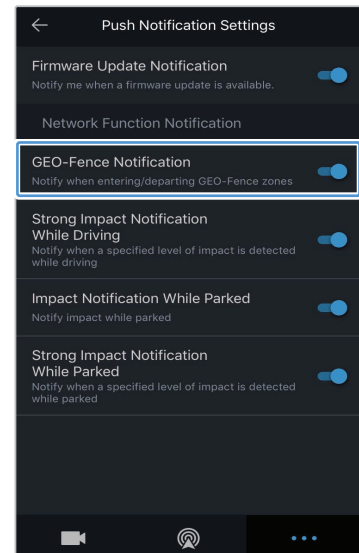 Push Notification Settings
Firmware Update Notification
Notify me when a firmware update is available.
Network Function Notification
GEO-Fence Notification
Notify when entering/departing GEO-Fence zones
Strong Impact Notification
While Driving
Notify when a specified level of impact is detected
while driving
Impact Notification While Parked
Notify impact while parked
Strong Impact Notification
While Parked
Notify when a specified level of impact is detected
while parked